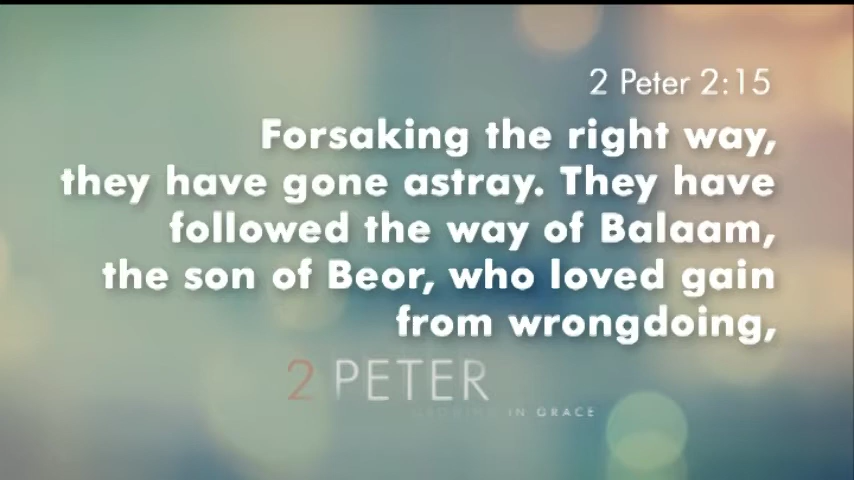 2 Peter 2:15
Forsaking the right way,
they have gone astray. They have
followed the way of Balaam,
the son of Beor, who loved gain
from wrongdoing,
2 PETER
GROWING IN GRACE